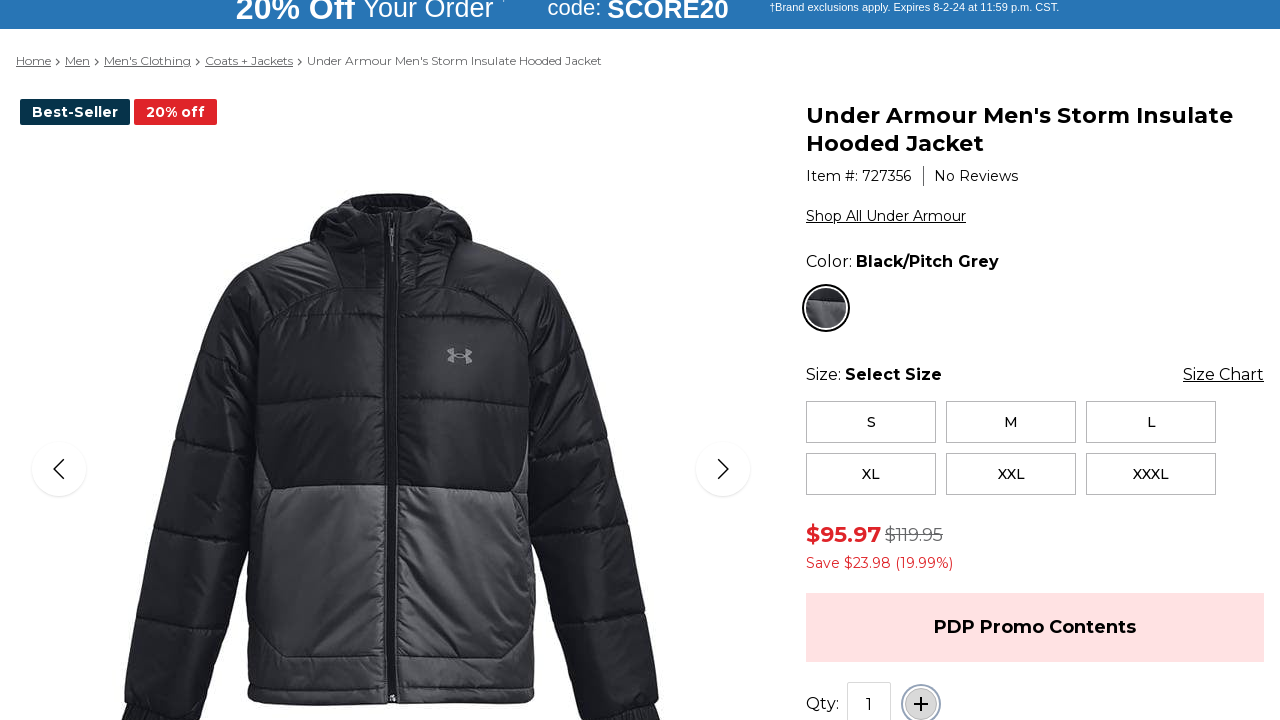 20% Off Your Order †
code: SCORE20
†Brand exclusions apply. Expires 8-2-24 at 11:59 p.m. CST.
Home > Men > Men's Clothing > Coats + Jackets > Under Armour Men's Storm Insulate Hooded Jacket
Best-Seller 20% off
Under Armour Men's Storm Insulate
Hooded Jacket
Item #: 727356 | No Reviews
Shop All Under Armour
Color: Black/Pitch Grey
Size: Select Size
Size Chart
S M L
XL XXL XXXL
$95.97 $119.95
Save $23.98 (19.99%)
PDP Promo Contents
Qty: 1 +